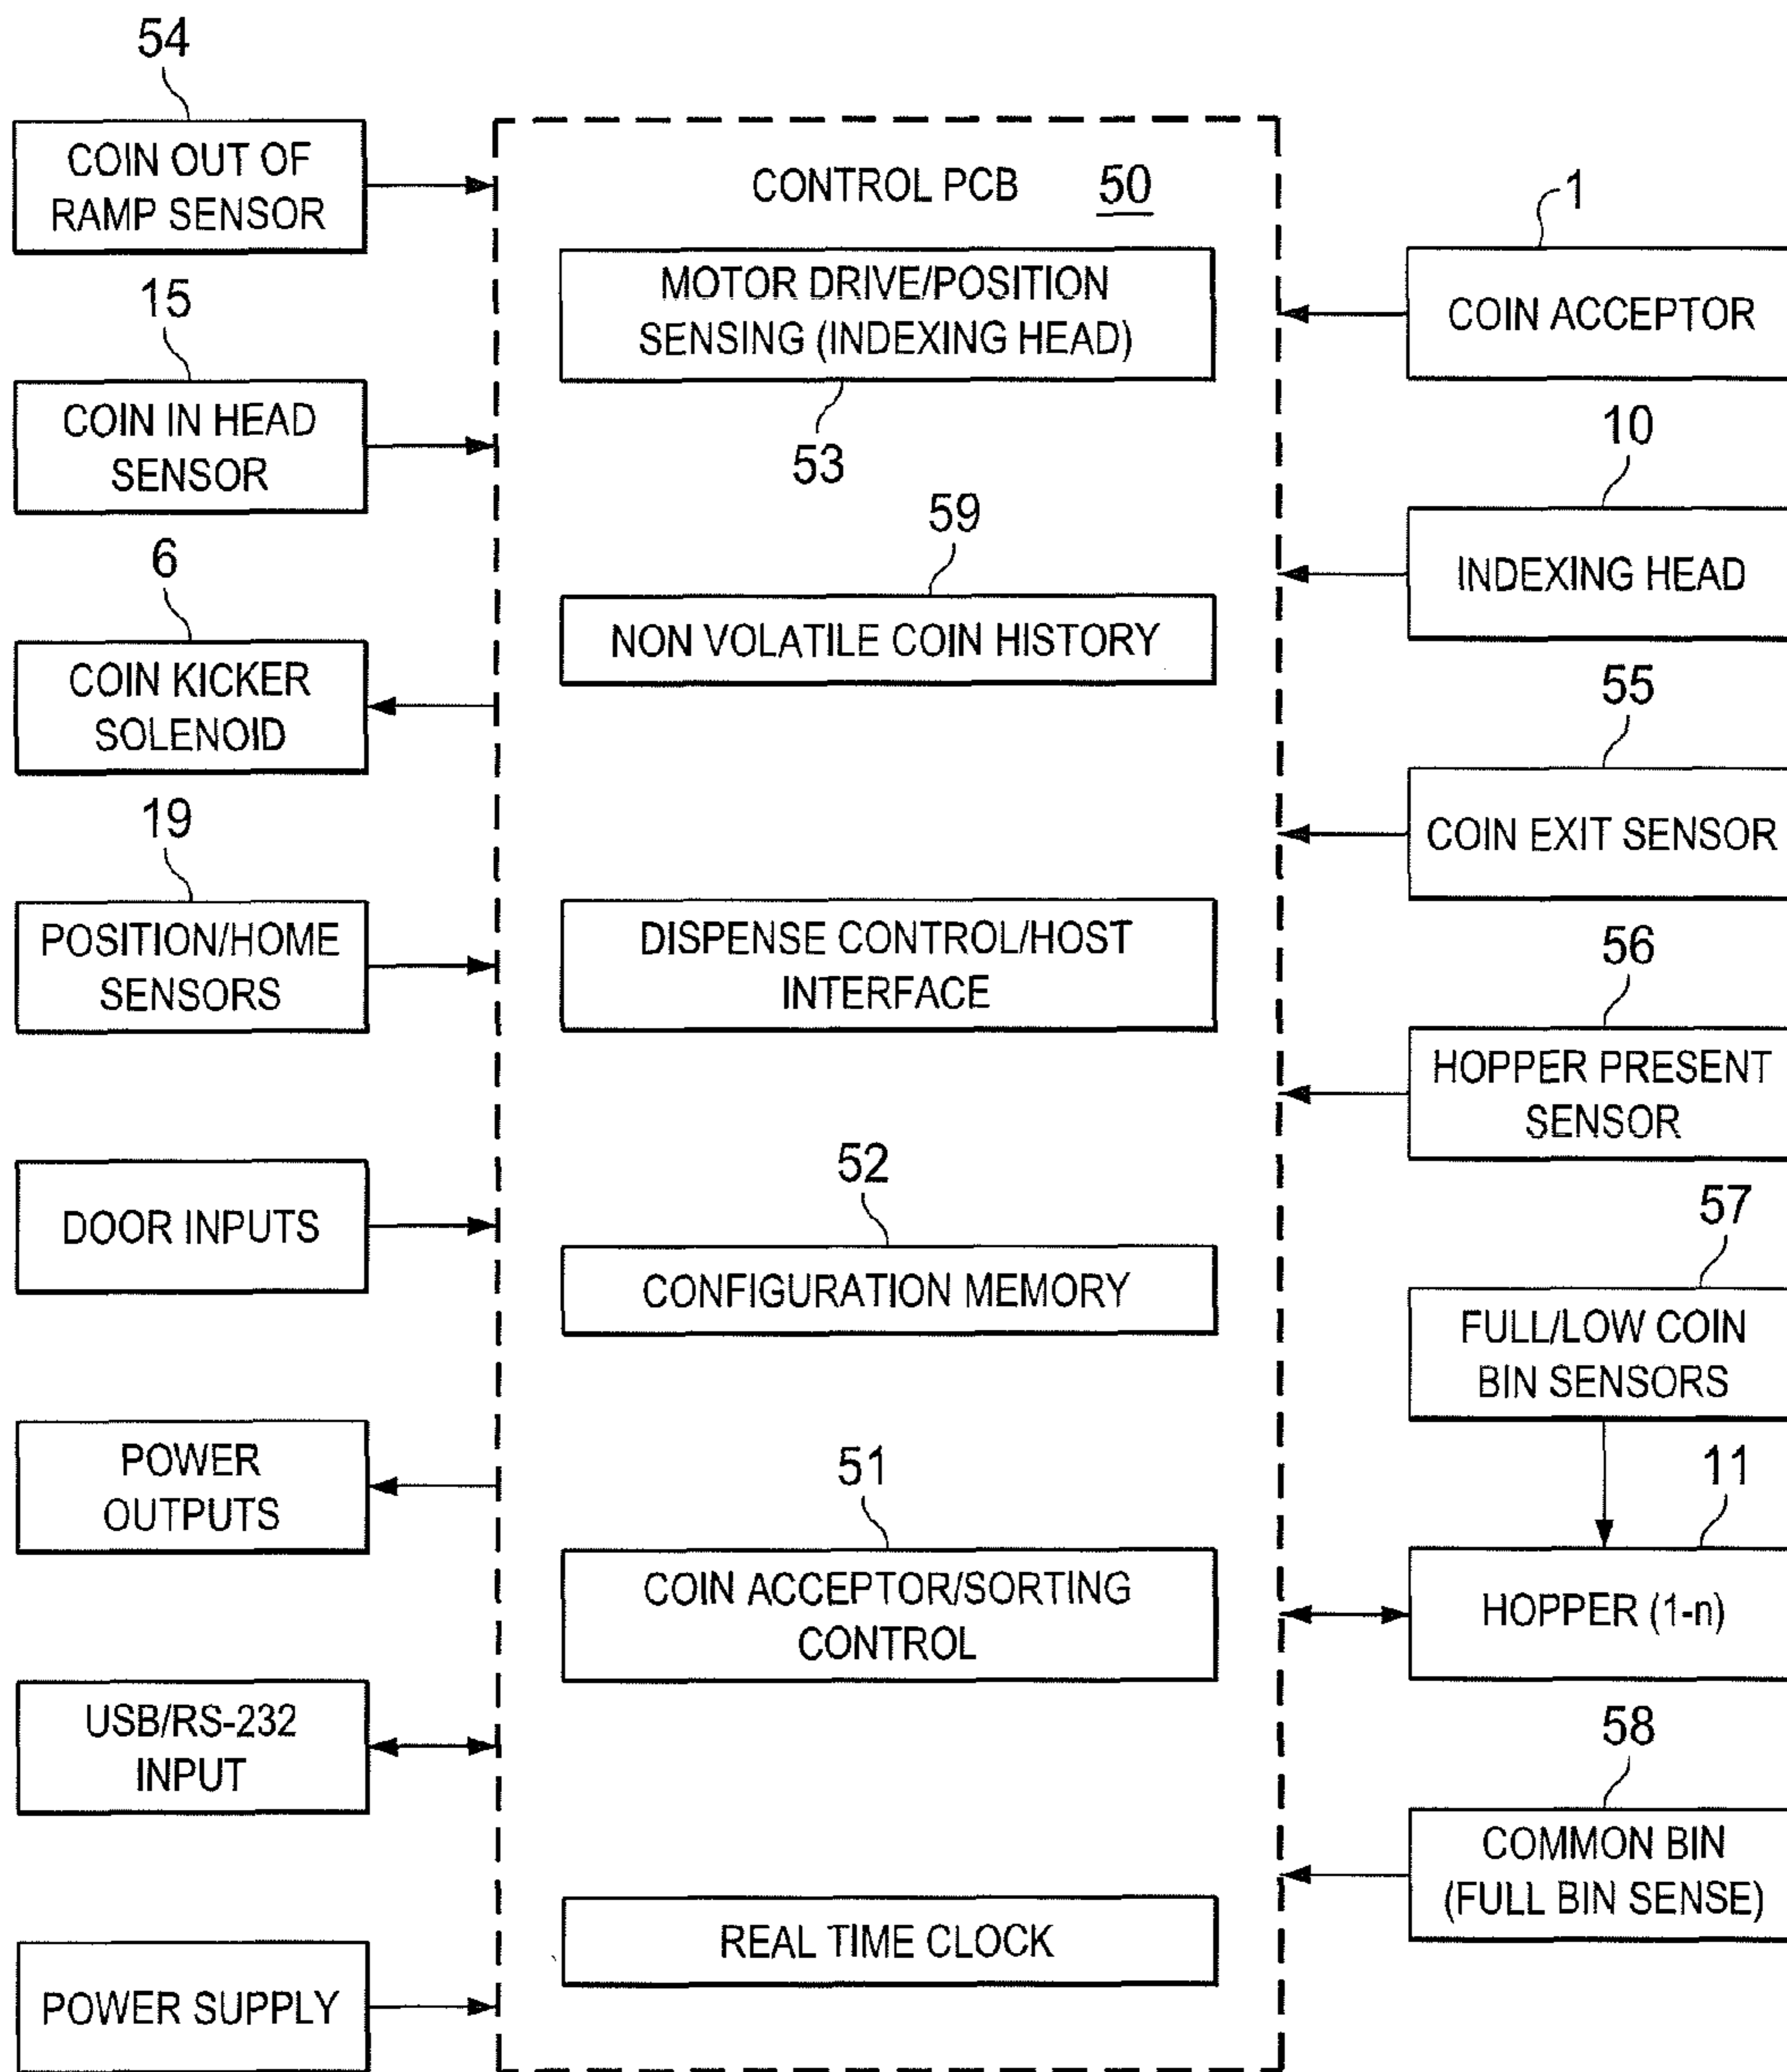 54
COIN OUT OF
RAMP SENSOR
15
COIN IN HEAD
SENSOR
6
COIN KICKER
SOLENOID
19
POSITION/HOME
SENSORS
DOOR INPUTS
POWER
OUTPUTS
USB/RS-232
INPUT
POWER SUPPLY
CONTROL PCB 50
MOTOR DRIVE/POSITION
SENSING (INDEXING HEAD)
53
59
NON VOLATILE COIN HISTORY
DISPENSE CONTROL/HOST
INTERFACE
52
CONFIGURATION MEMORY
51
COIN ACCEPTOR/SORTING
CONTROL
REAL TIME CLOCK
1
COIN ACCEPTOR
10
INDEXING HEAD
55
COIN EXIT SENSOR
56
HOPPER PRESENT
SENSOR
57
FULL/LOW COIN
BIN SENSORS
11
HOPPER (1-n)
58
COMMON BIN
(FULL BIN SENSE)